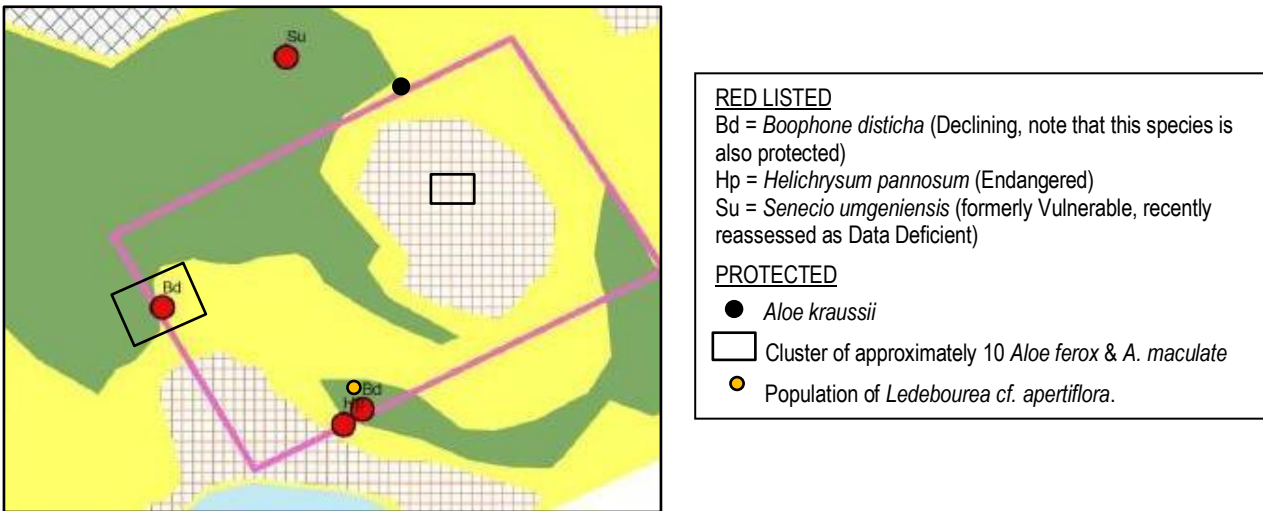 Su
Bd
Bd
RED LISTED
Bd = Boophone disticha (Declining, note that this species is
also protected)
Hp = Helichrysum pannosum (Endangered)
Su = Senecio umgeniensis (formerly Vulnerable, recently
reassessed as Data Deficient)
PROTECTED
Aloe kraussii
Cluster of approximately 10 Aloe ferox & A. maculate
Population of Ledebourea cf. apertiflora.